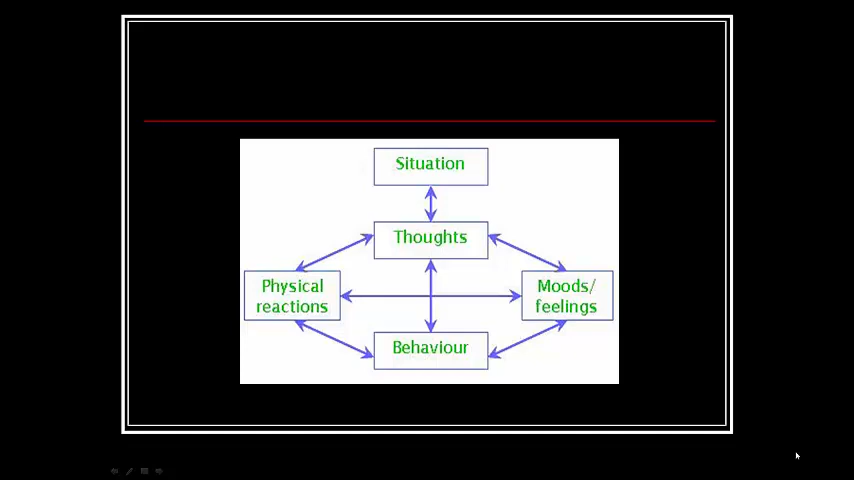 Situation
Thoughts
Physical
reactions
Moods/
feelings
Behaviour